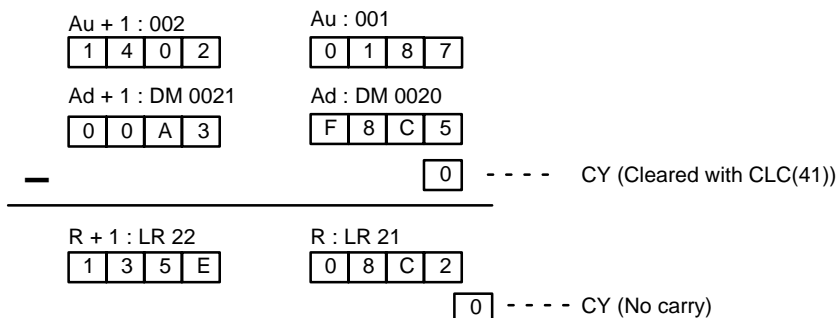 Au + 1 : 002 Au : 001
1 4 0 2 0 1 8 7
Ad + 1 : DM 0021 Ad : DM 0020
0 0 A 3 F 8 C 5
– 0 - - - - CY (Cleared with CLC(41))
R + 1 : LR 22 R : LR 21
1 3 5 E 0 8 C 2
0 - - - - CY (No carry)